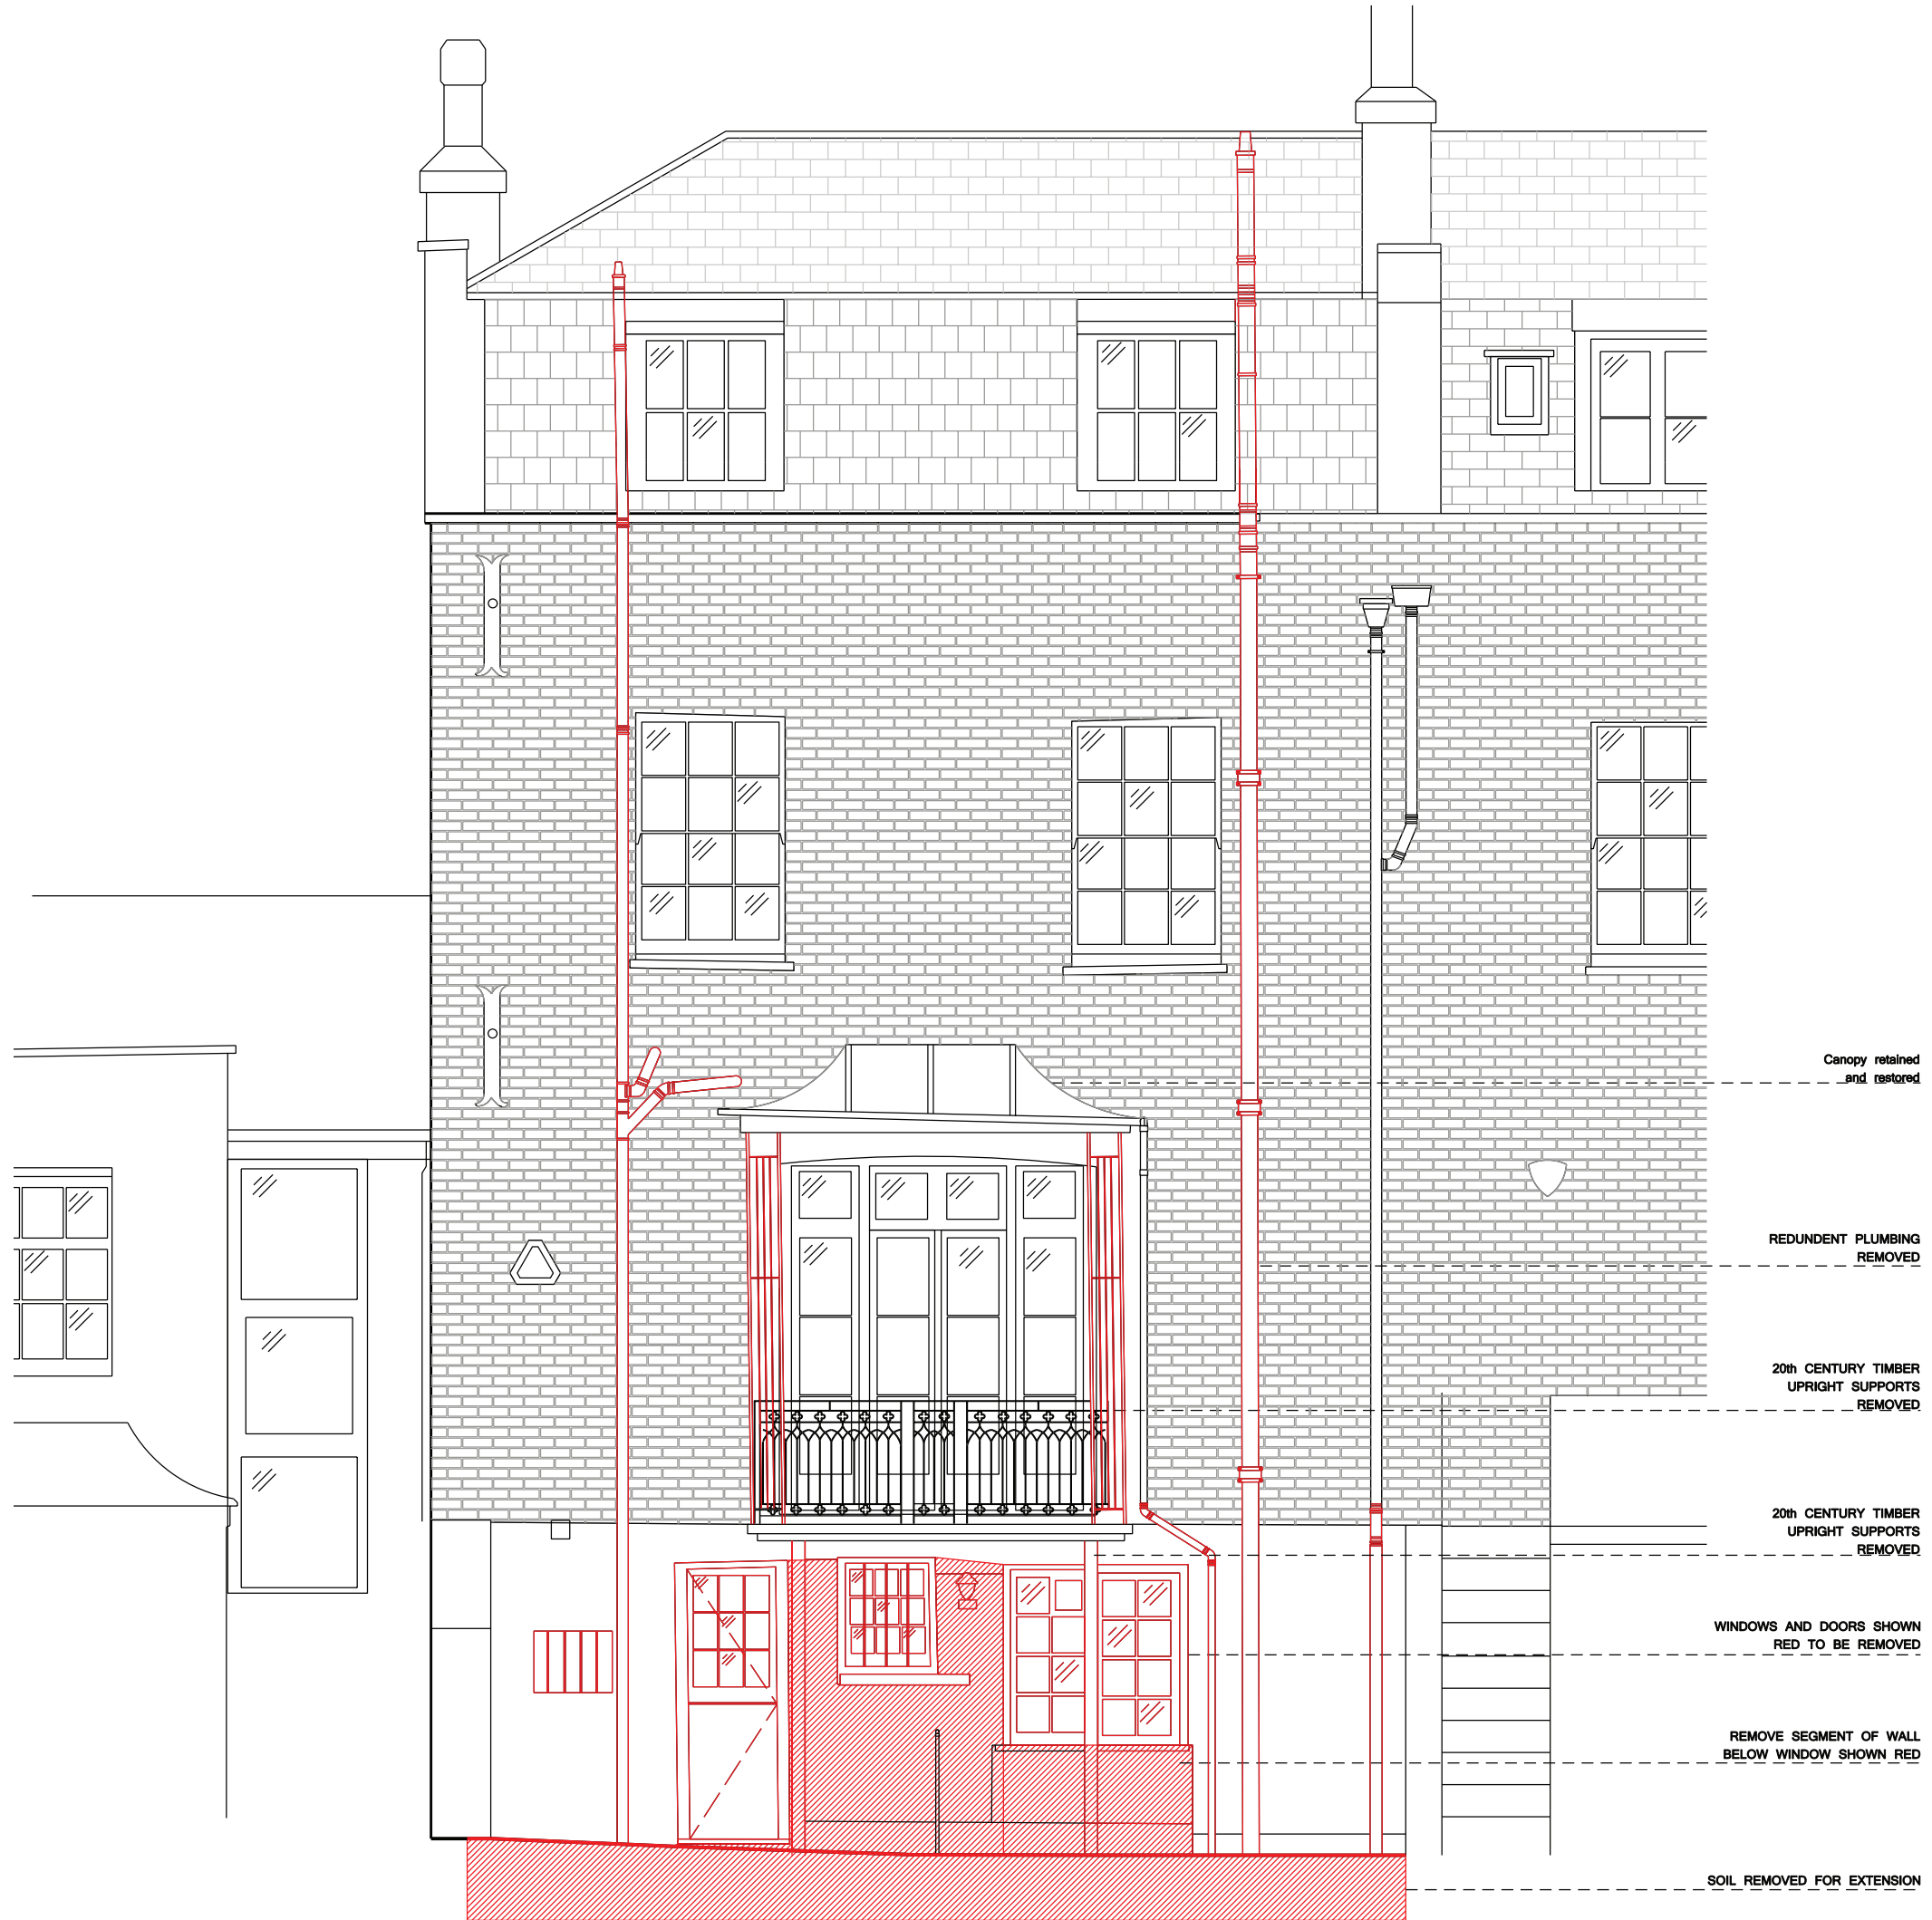 Canopy retained
and restored
REDUNDENT PLUMBING
REMOVED
20th CENTURY TIMBER
UPRIGHT SUPPORTS
REMOVED
20th CENTURY TIMBER
UPRIGHT SUPPORTS
REMOVED
WINDOWS AND DOORS SHOWN
RED TO BE REMOVED
REMOVE SEGMENT OF WALL
BELOW WINDOW SHOWN RED
SOIL REMOVED FOR EXTENSION